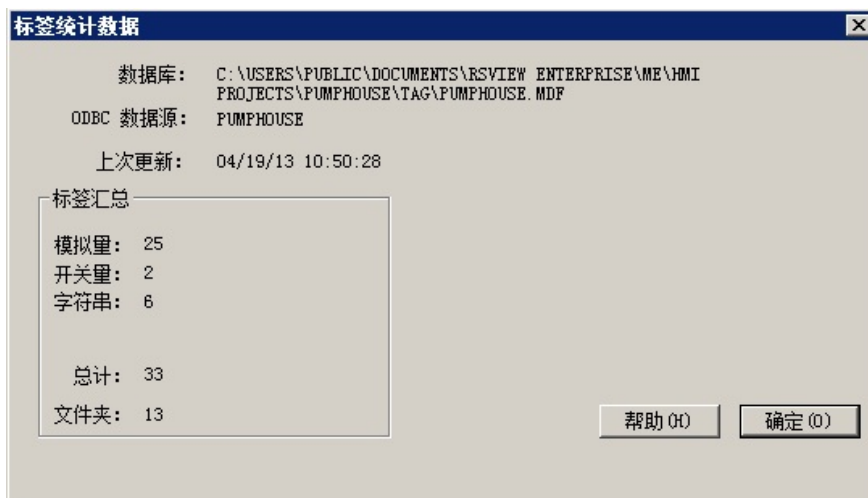 标签统计数据
数据库: C:\USERS\PUBLIC\DOCUMENTS\RSVIEW ENTERPRISE\ME\HMI
PROJECTS\PUMPHOUSE\TAG\PUMPHOUSE.MDF
ODBC 数据源: PUMPHOUSE
上次更新: 04/19/13 10:50:28
标签汇总
模拟量: 25
开关量: 2
字符串: 6
总计: 33
文件夹: 13
帮助(H) 确定(O)